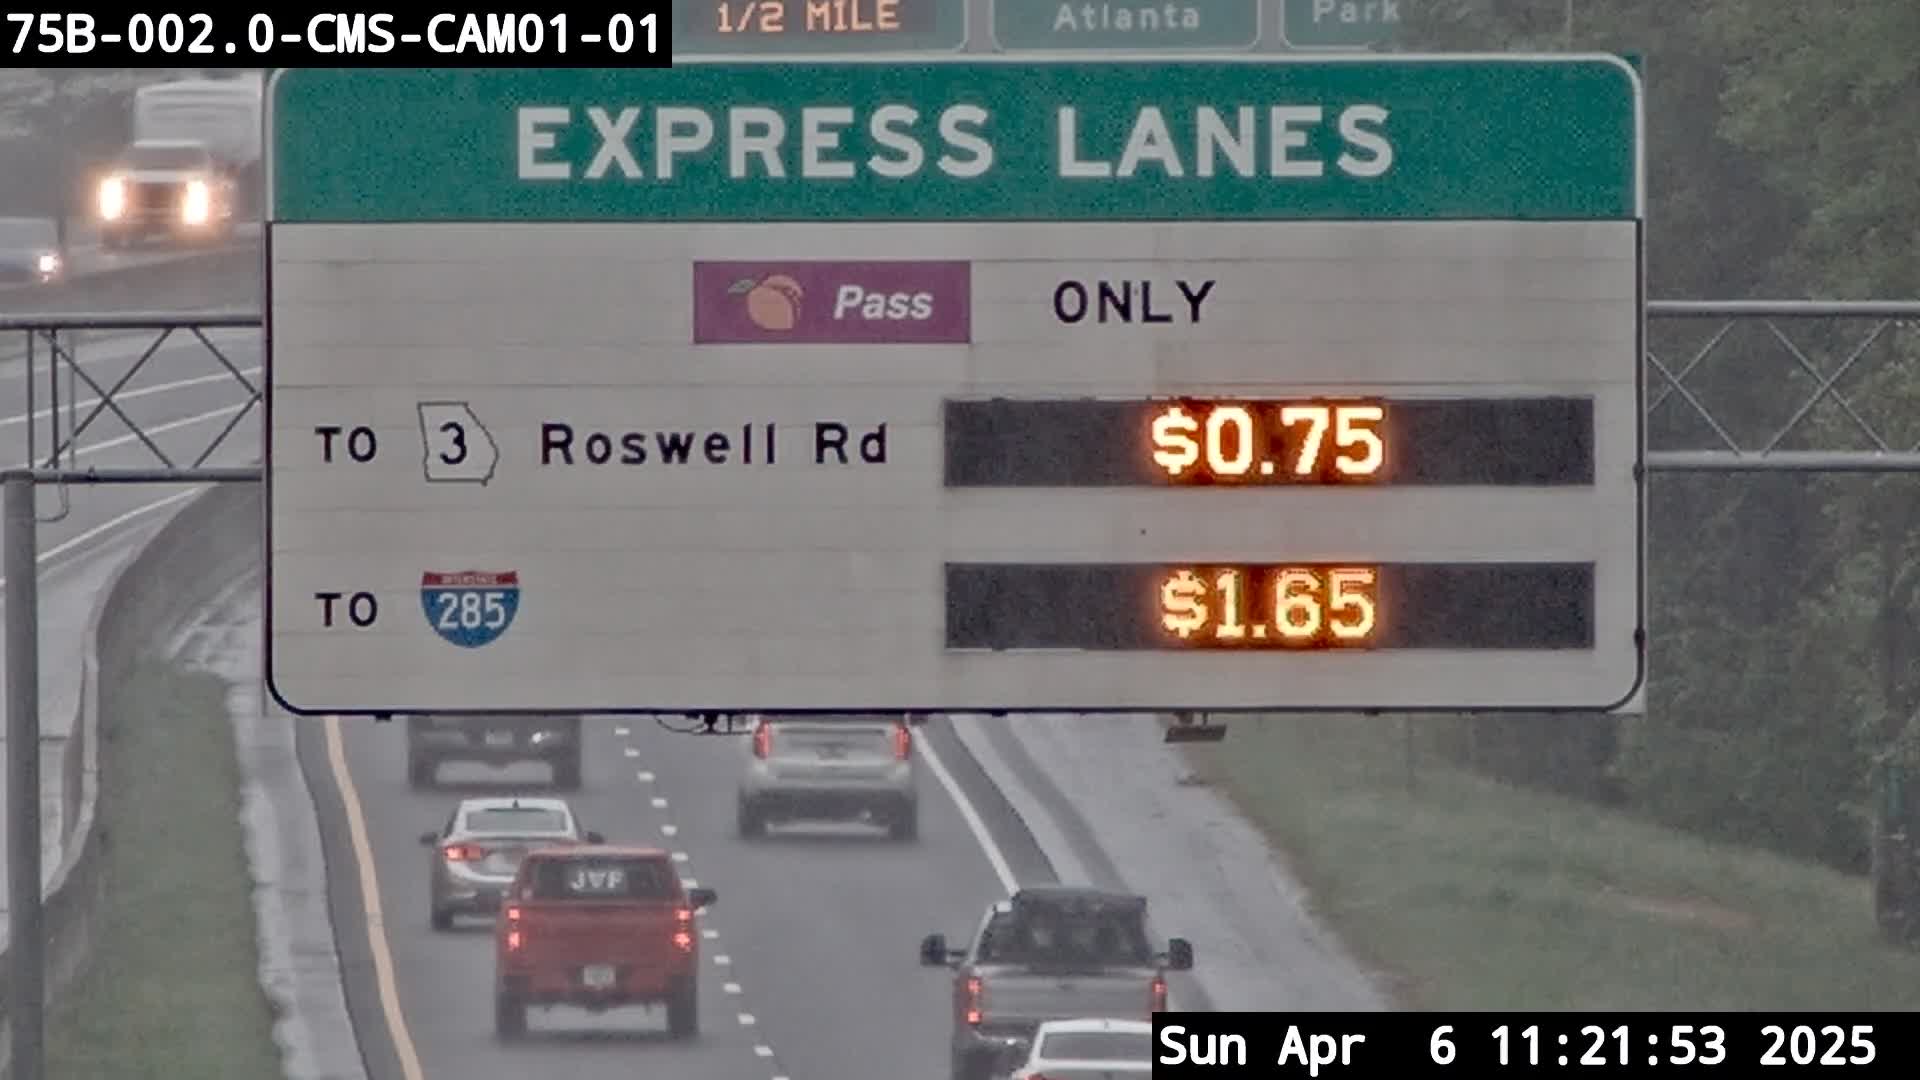 75B-002.0-CMS-CAM01-01
1/2 MILE
Atlanta
Park
EXPRESS LANES
Pass ONLY
TO 3 Roswell Rd $0.75
INTERSTATE
TO 285 $1.65
Sun Apr 6 11:21:53 2025